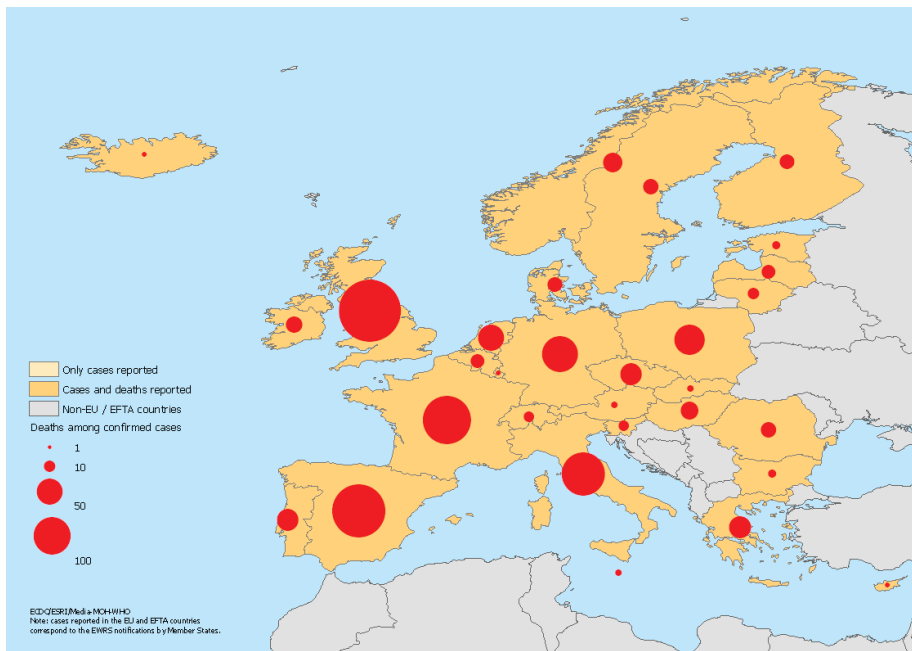 Only cases reported
Cases and deaths reported
Non-EU / EFTA countries
Deaths among confirmed cases
1
10
50
100
ECDC/ESRI/Media-MOH-WHO
Note: cases reported in the EU and EFTA countries
correspond to the EWRS notifications by Member States.